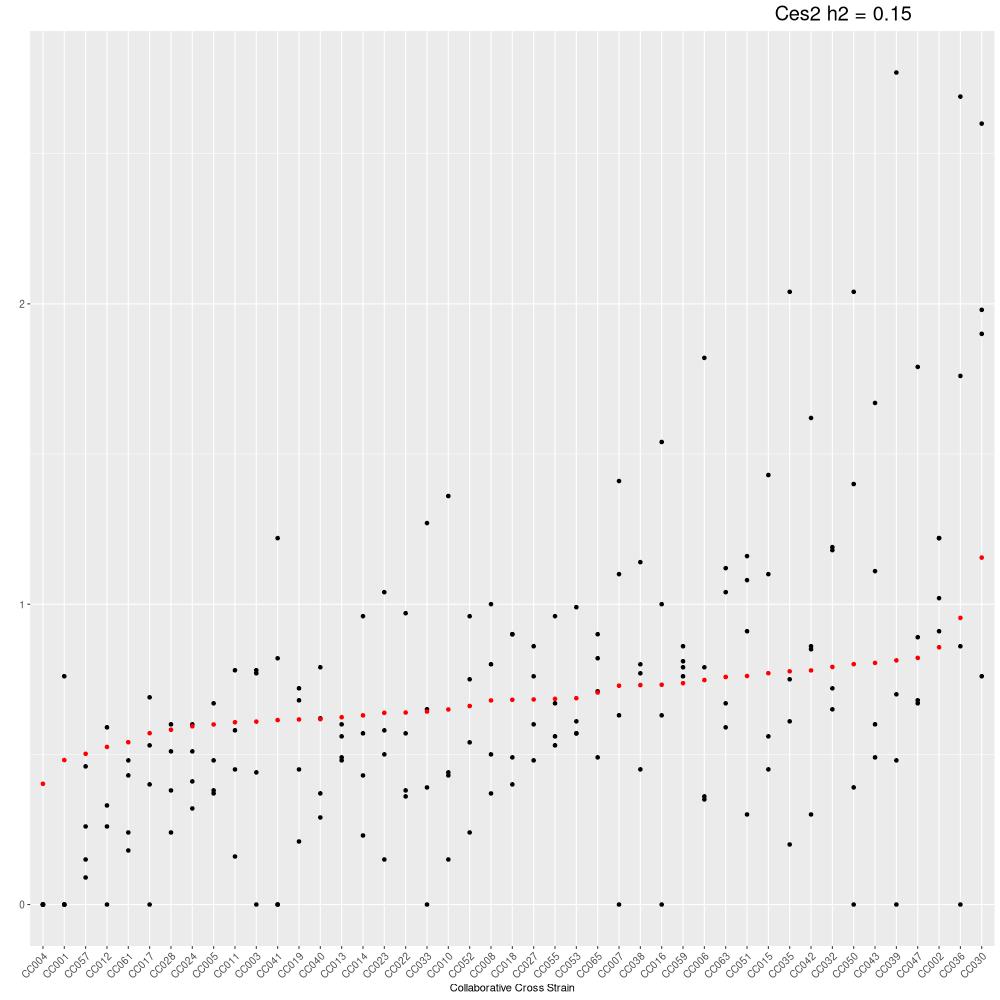 Ces2 h2 = 0.15
2
1
0
CC004 CC001 CC057 CC012 CC061 CC017 CC028 CC024 CC005 CC011 CC003 CC041 CC019 CC040 CC013 CC014 CC023 CC022 CC033 CC010 CC052 CC008 CC018 CC027 CC055 CC053 CC065 CC007 CC038 CC016 CC059 CC006 CC063 CC051 CC015 CC035 CC042 CC032 CC050 CC043 CC039 CC047 CC002 CC036 CC030
Collaborative Cross Strain